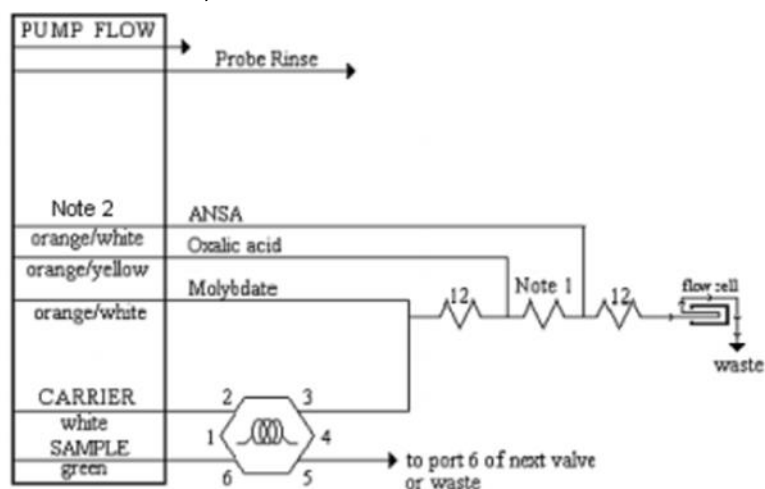 PUMP FLOW
Probe Rinse
Note 2
ANSA
orange/white
Oxalic acid
orange/yellow
Molybdate
orange/white
12
Note 1
12
flow cell
waste
CARRIER
white
2
3
1
4
SAMPLE
green
6
5
to port 6 of next valve
or waste